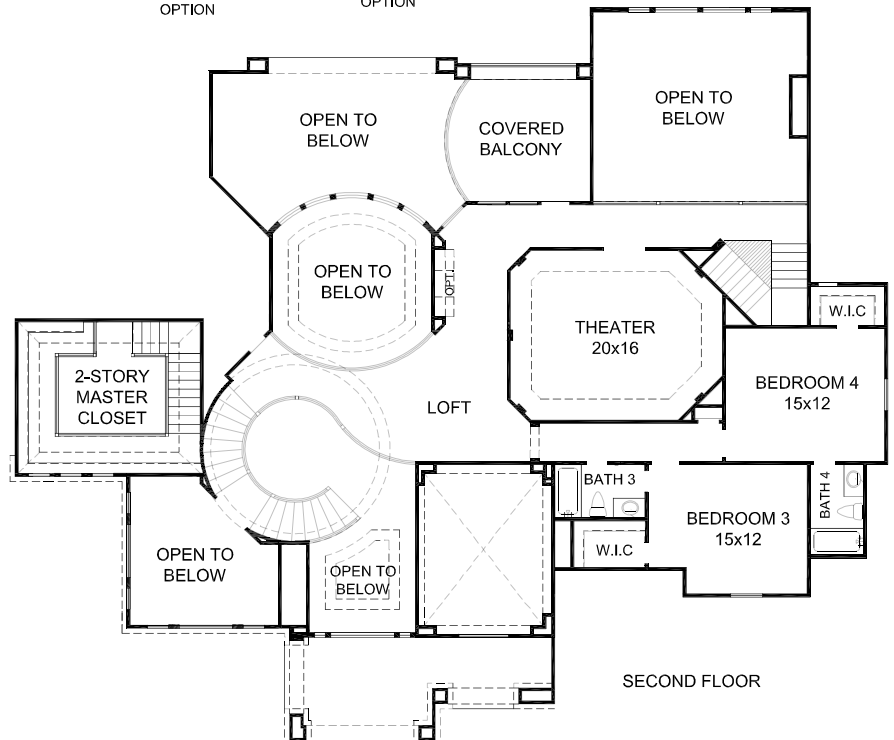 OPTION
OPTION
OPEN TO
BELOW
COVERED
BALCONY
OPEN TO
BELOW
OPEN TO
BELOW
OPT.
THEATER
20x16
W.I.C
2-STORY
MASTER
CLOSET
BEDROOM 4
15x12
LOFT
BATH 3
BATH 4
BEDROOM 3
15x12
W.I.C
OPEN TO
BELOW
OPEN TO
BELOW
SECOND FLOOR